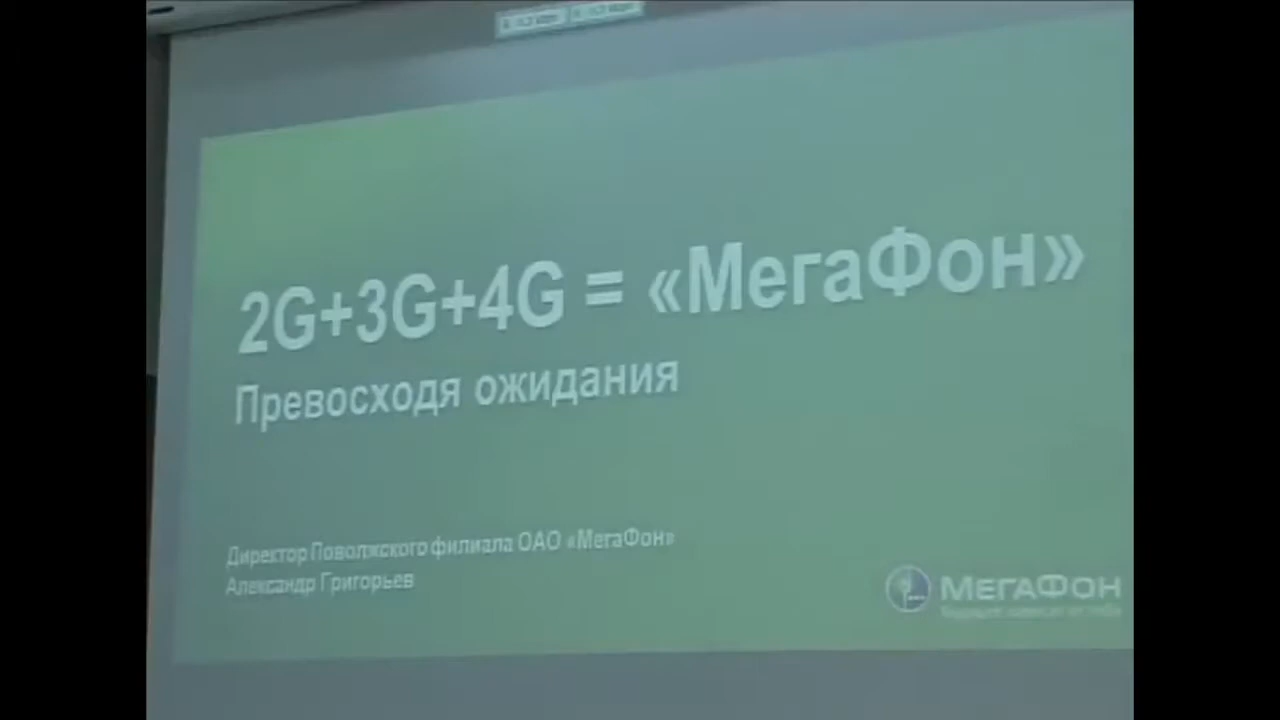 2G+3G+4G = «МегаФон»
Превосходя ожидания
Директор Поволжского филиала ОАО «МегаФон»
Александр Григорьев
МЕГАФОН